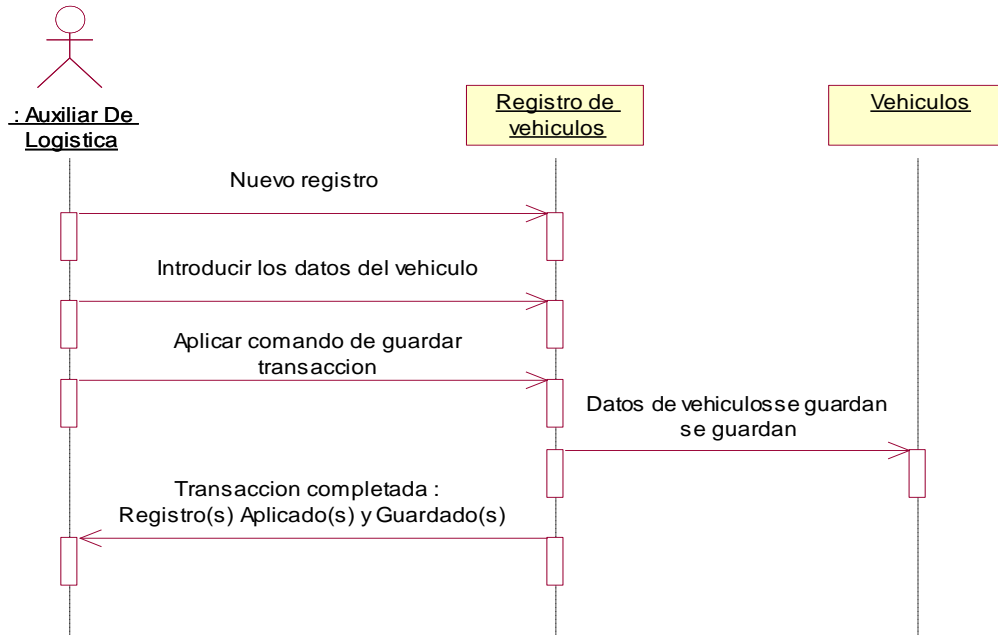 : Auxiliar De
Logistica
Registro de
vehiculos
Vehiculos
Nuevo registro
Introducir los datos del vehiculo
Aplicar comando de guardar
transaccion
Datos de vehiculosse guardan
se guardan
Transaccion completada :
Registro(s) Aplicado(s) y Guardado(s)